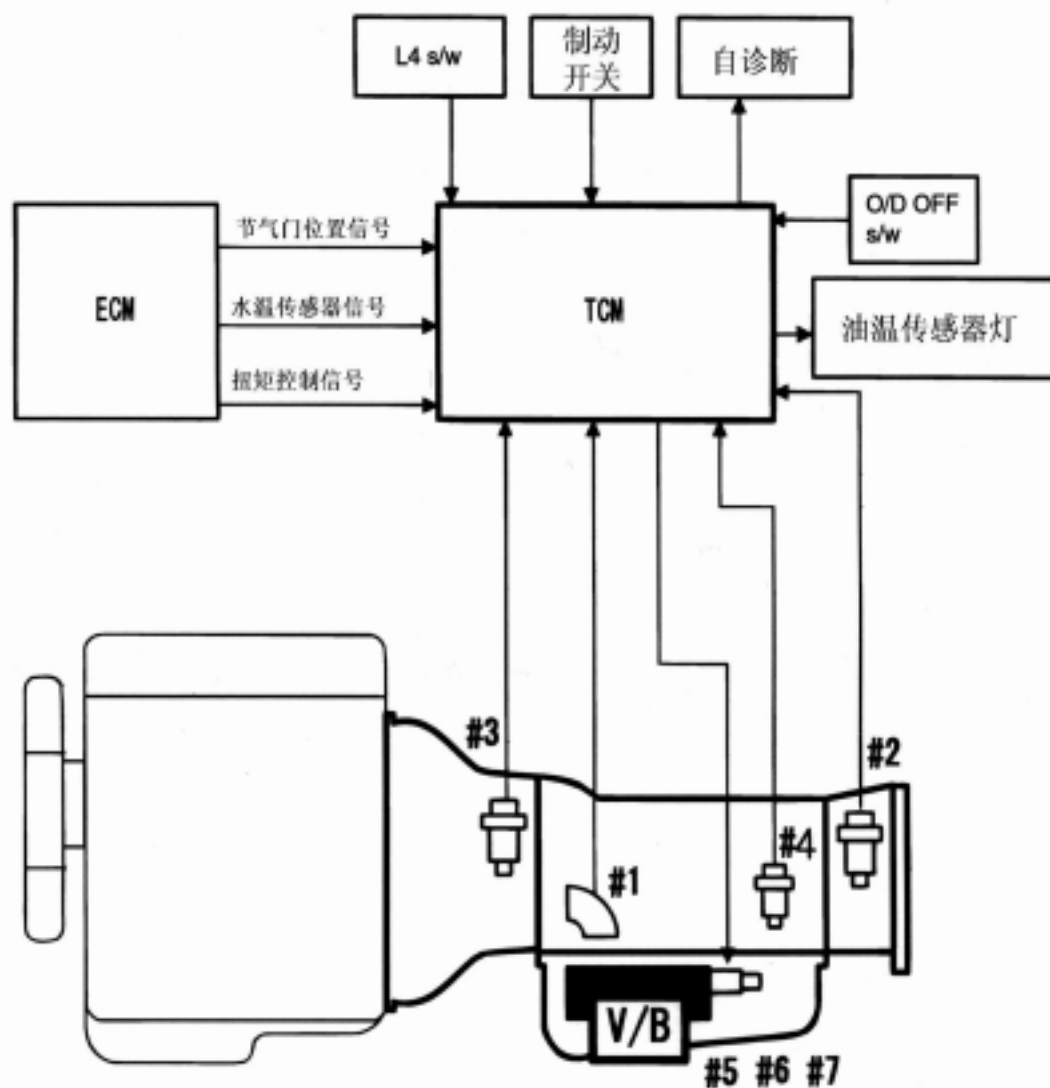 L4 s/w
制动
开关
自诊断
O/D OFF
s/w
ECM
节气门位置信号
水温传感器信号
扭矩控制信号
TCM
油温传感器灯
#3
#2
#4
#1
V/B
#5 #6 #7